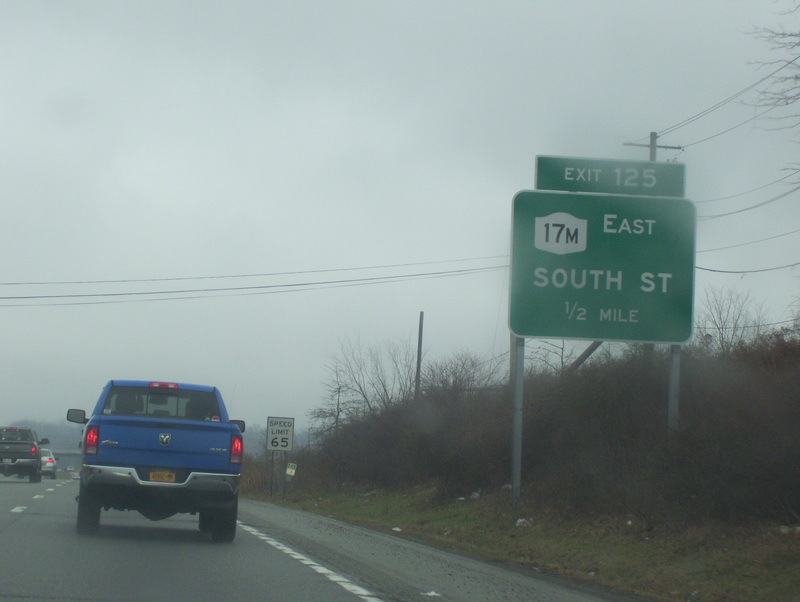 EXIT 125
17M EAST
SOUTH ST
1/2 MILE
SPEED
LIMIT
65